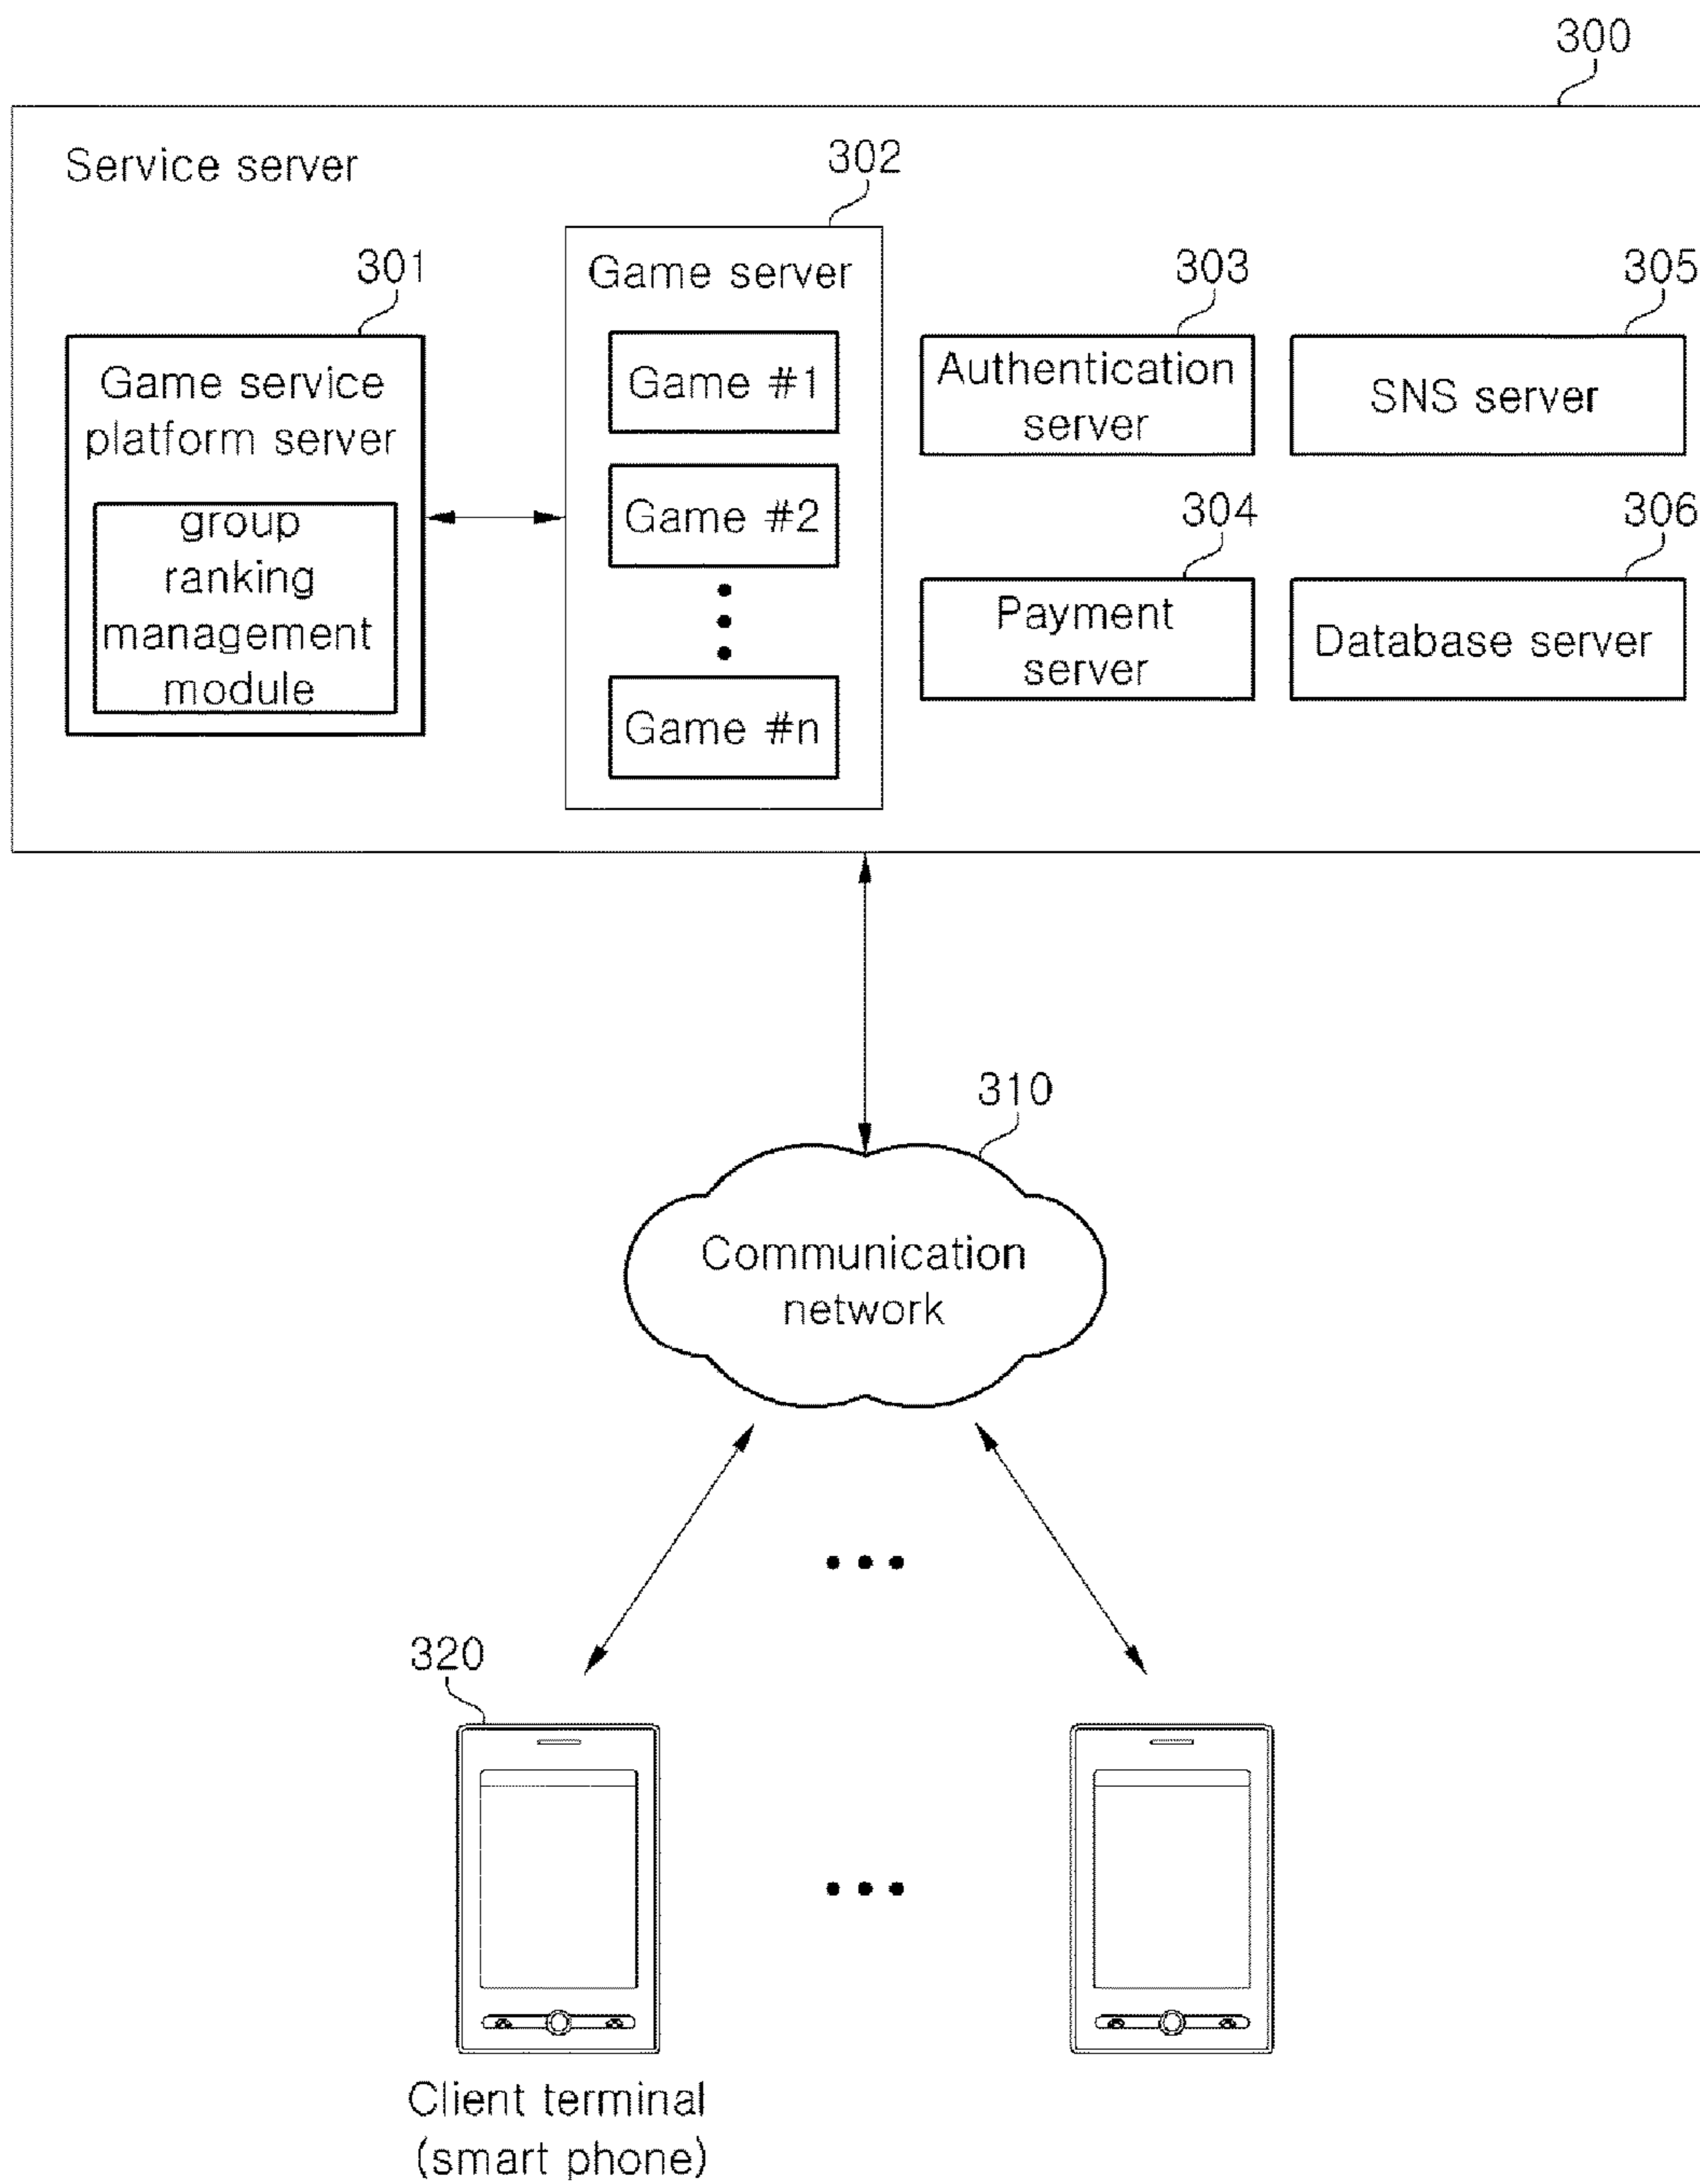 300
Service server
302
301
Game server
303
305
Game service
platform server
Game #1
Authentication
server
SNS server
group
ranking
management
module
Game #2
304
306
Payment
server
Database server
Game #n
310
Communication
network
320
Client terminal
(smart phone)